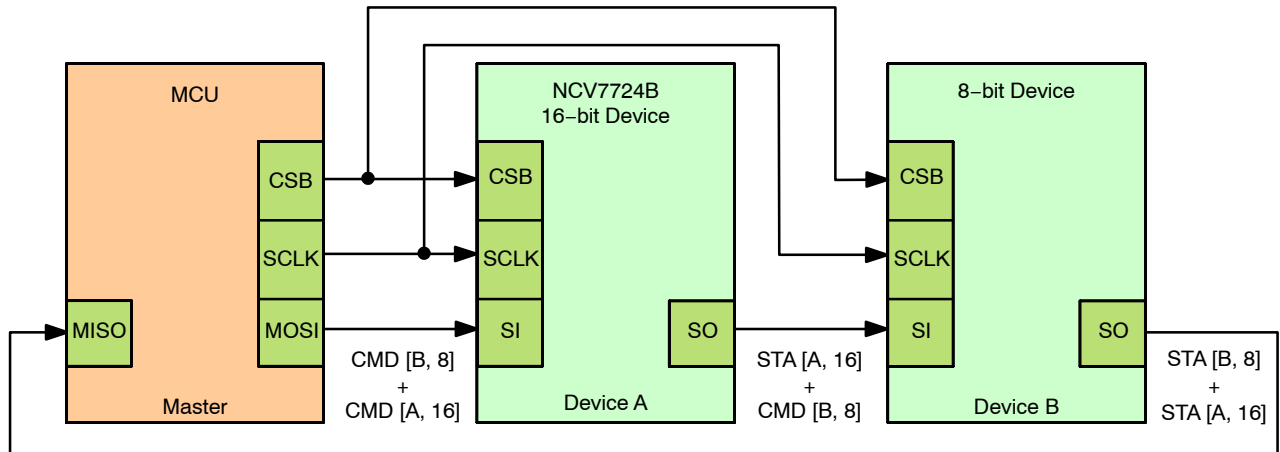 MCU
CSB
SCLK
MOSI
MISO
Master
CMD [B, 8]
+
CMD [A, 16]
NCV7724B
16−bit Device
CSB
SCLK
SI
SO
Device A
STA [A, 16]
+
CMD [B, 8]
8−bit Device
CSB
SCLK
SI
SO
Device B
STA [B, 8]
+
STA [A, 16]